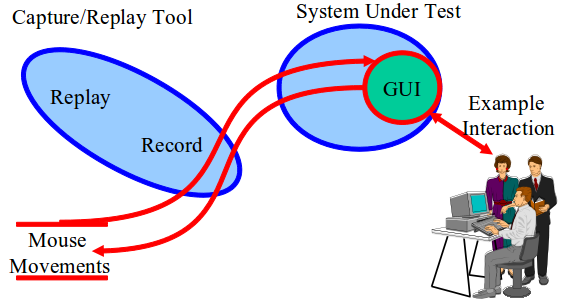 Capture/Replay Tool
System Under Test
Replay
Record
GUI
Example
Interaction
Mouse
Movements